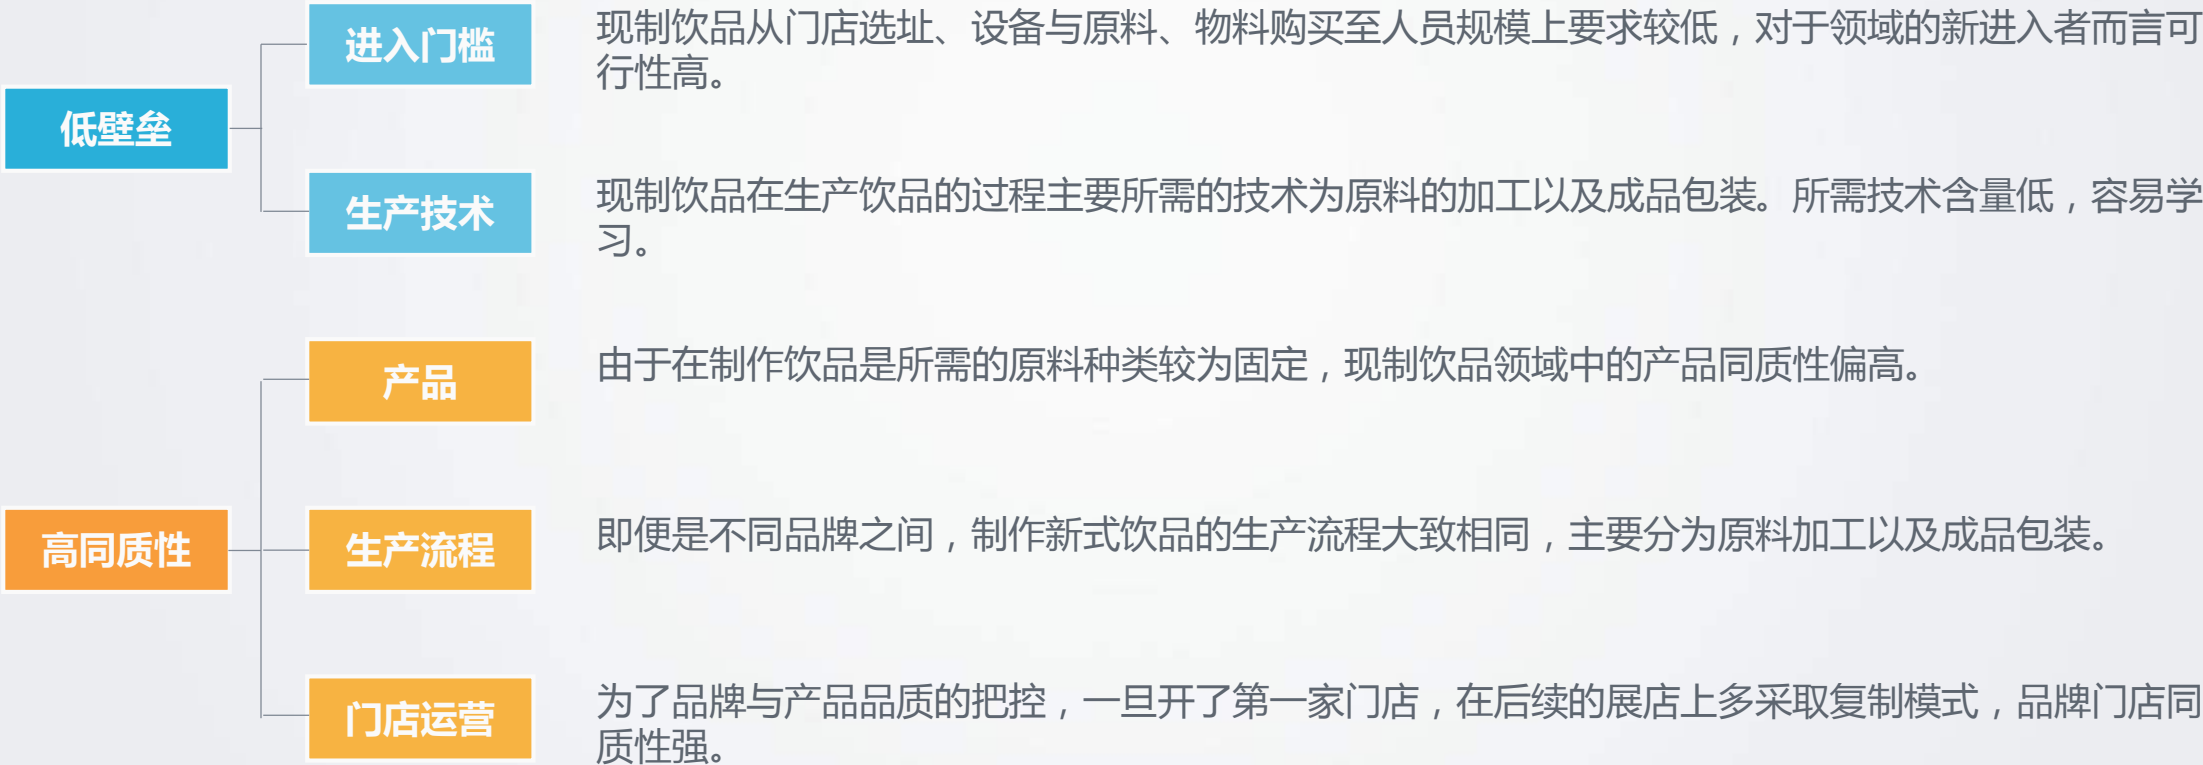 进入门槛
现制饮品从门店选址、设备与原料、物料购买至人员规模上要求较低，对于领域的新进入者而言可
行性高。
低壁垒
生产技术
现制饮品在生产饮品的过程主要所需的技术为原料的加工以及成品包装。所需技术含量低，容易学
习。
产品
由于在制作饮品是所需的原料种类较为固定，现制饮品领域中的产品同质性偏高。
高同质性
生产流程
即便是不同品牌之间，制作新式饮品的生产流程大致相同，主要分为原料加工以及成品包装。
门店运营
为了品牌与产品品质的把控，一旦开了第一家门店，在后续的展店上多采取复制模式，品牌门店同
质性强。